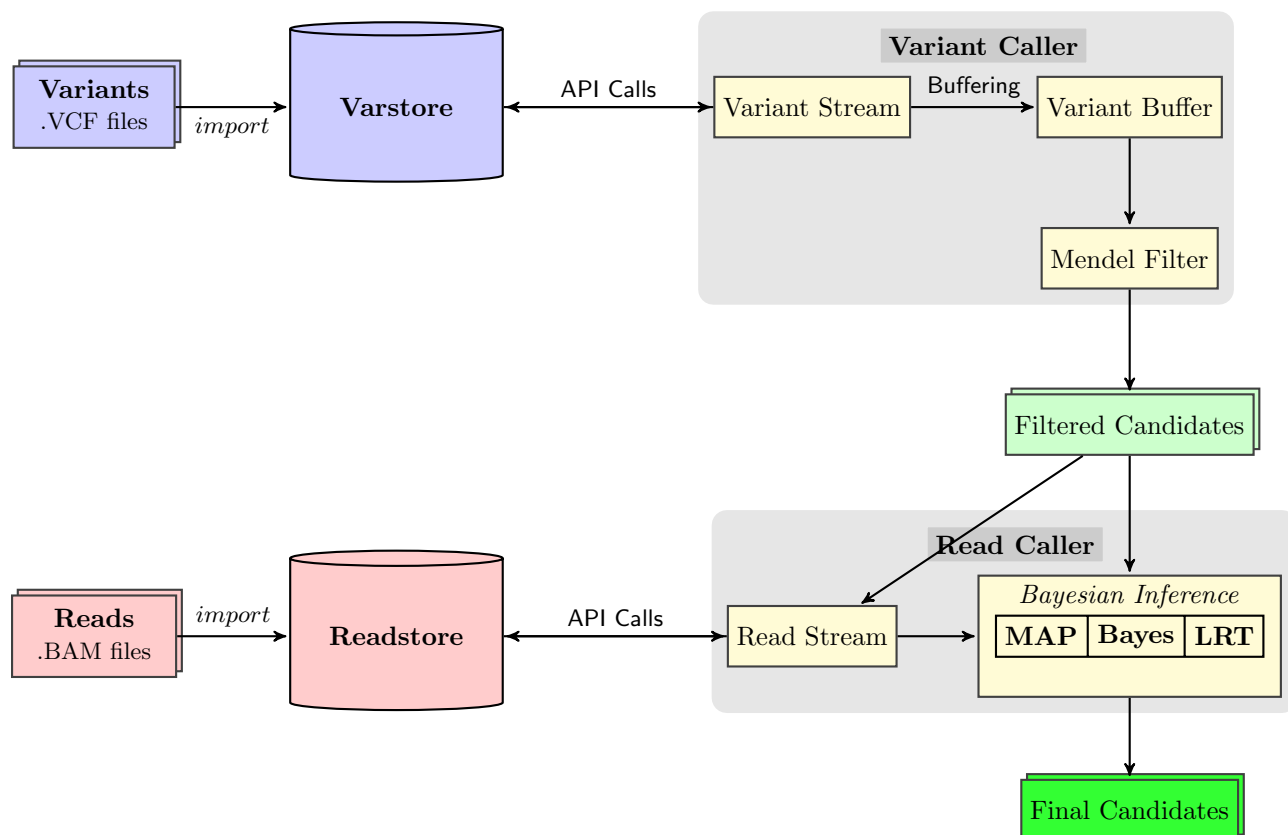 Variant Caller
Variants
.VCF files
import
Varstore
API Calls
Variant Stream
Buffering
Variant Buffer
Mendel Filter
Filtered Candidates
Read Caller
Reads
.BAM files
import
Readstore
API Calls
Read Stream
Bayesian Inference
MAP Bayes LRT
Final Candidates